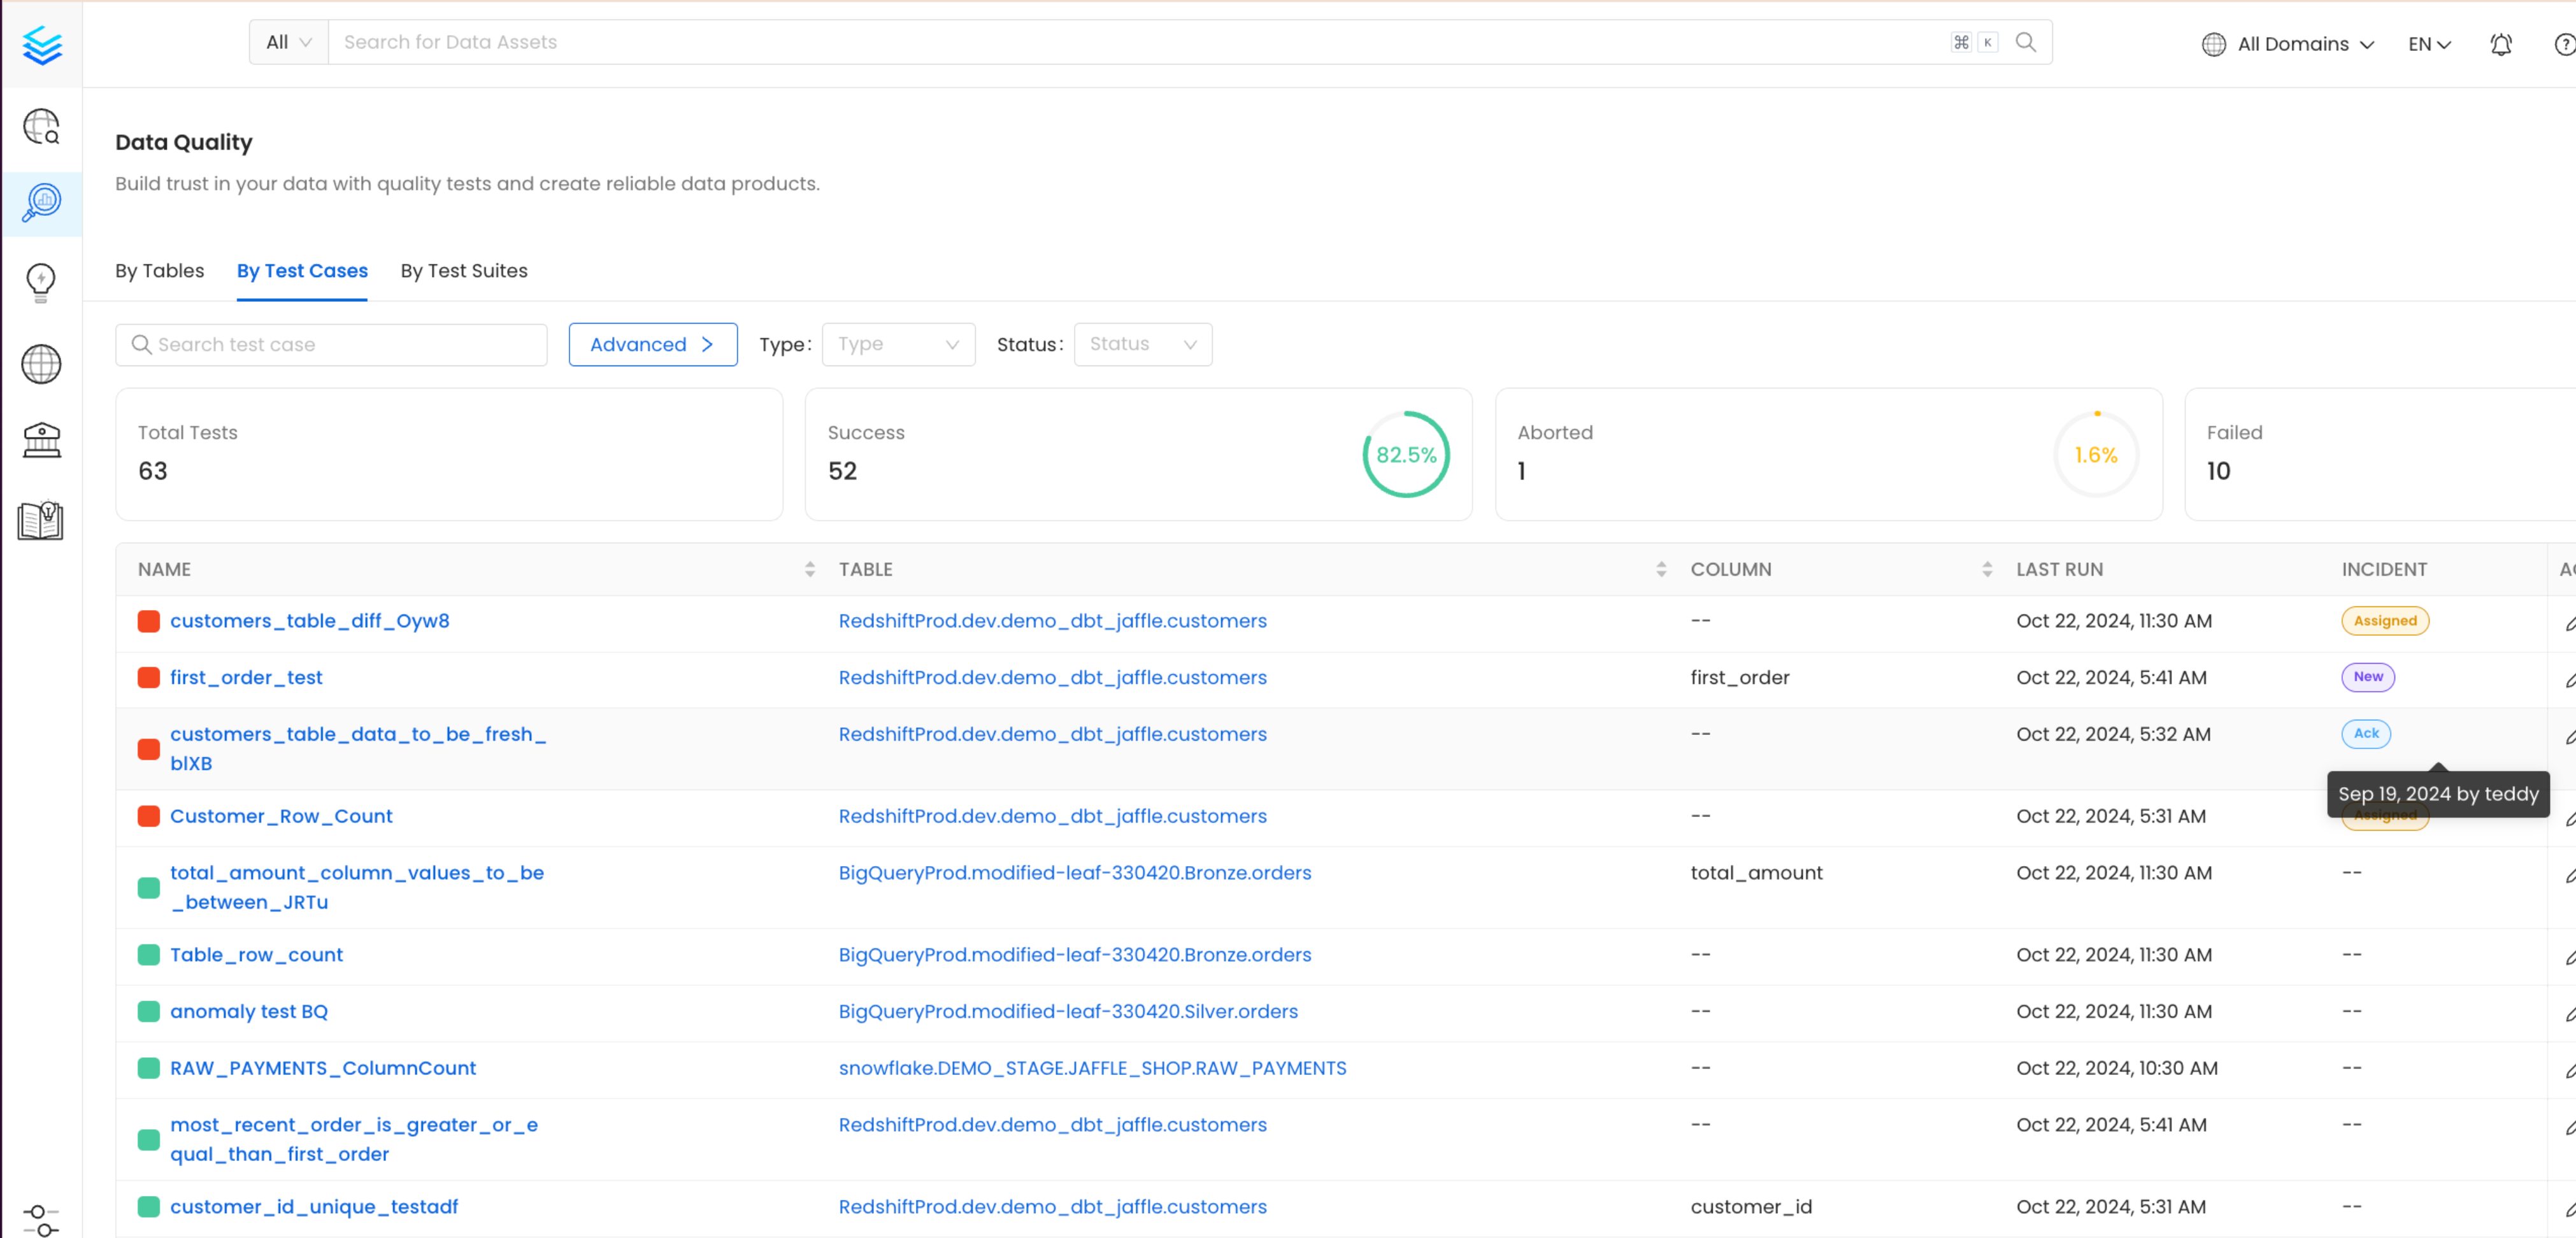 All
Search for Data Assets
⌘ K
All Domains
EN
Data Quality
Build trust in your data with quality tests and create reliable data products.
By Tables By Test Cases By Test Suites
Search test case
Advanced
Type: Type
Status: Status
Total Tests
63
Success
52
82.5%
Aborted
1
1.6%
Failed
10
NAME TABLE COLUMN LAST RUN INCIDENT
customers_table_diff_Oyw8 RedshiftProd.dev.demo_dbt_jaffle.customers -- Oct 22, 2024, 11:30 AM Assigned
first_order_test RedshiftProd.dev.demo_dbt_jaffle.customers first_order Oct 22, 2024, 5:41 AM New
customers_table_data_to_be_fresh_ RedshiftProd.dev.demo_dbt_jaffle.customers -- Oct 22, 2024, 5:32 AM Ack
Sep 19, 2024 by teddy
Customer_Row_Count RedshiftProd.dev.demo_dbt_jaffle.customers -- Oct 22, 2024, 5:31 AM Assigned
total_amount_column_values_to_be BigQueryProd.modified-leaf-330420.Bronze.orders total_amount Oct 22, 2024, 11:30 AM --
_between_JRTu
Table_row_count BigQueryProd.modified-leaf-330420.Bronze.orders -- Oct 22, 2024, 11:30 AM --
anomaly test BQ BigQueryProd.modified-leaf-330420.Silver.orders -- Oct 22, 2024, 11:30 AM --
RAW_PAYMENTS_ColumnCount snowflake.DEMO_STAGE.JAFFLE_SHOP.RAW_PAYMENTS -- Oct 22, 2024, 10:30 AM --
most_recent_order_is_greater_or_e RedshiftProd.dev.demo_dbt_jaffle.customers -- Oct 22, 2024, 5:41 AM --
qual_than_first_order
customer_id_unique_testadf RedshiftProd.dev.demo_dbt_jaffle.customers customer_id Oct 22, 2024, 5:31 AM --